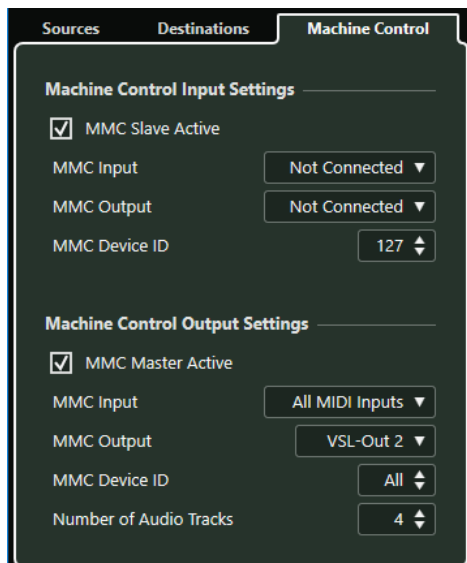 Sources Destinations Machine Control
Machine Control Input Settings
MMC Slave Active
MMC Input Not Connected
MMC Output Not Connected
MMC Device ID 127
Machine Control Output Settings
MMC Master Active
MMC Input All MIDI Inputs
MMC Output VSL-Out 2
MMC Device ID All
Number of Audio Tracks 4